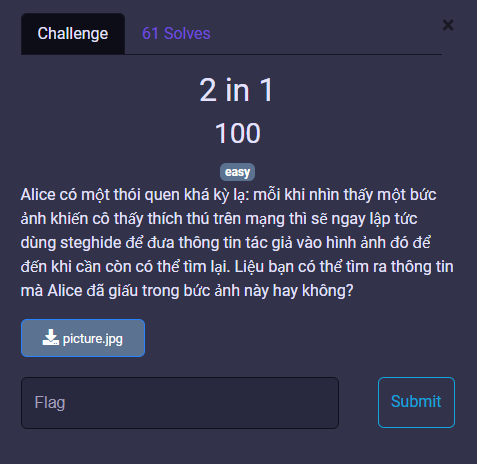 Challenge
61 Solves
×
2 in 1
100
easy
Alice có một thói quen khá kỳ lạ: mỗi khi nhìn thấy một bức
ảnh khiến cô thấy thích thú trên mạng thì sẽ ngay lập tức
dùng steghide để đưa thông tin tác giả vào hình ảnh đó để
đến khi cần còn có thể tìm lại. Liệu bạn có thể tìm ra thông tin
mà Alice đã giấu trong bức ảnh này hay không?
picture.jpg
Flag
Submit